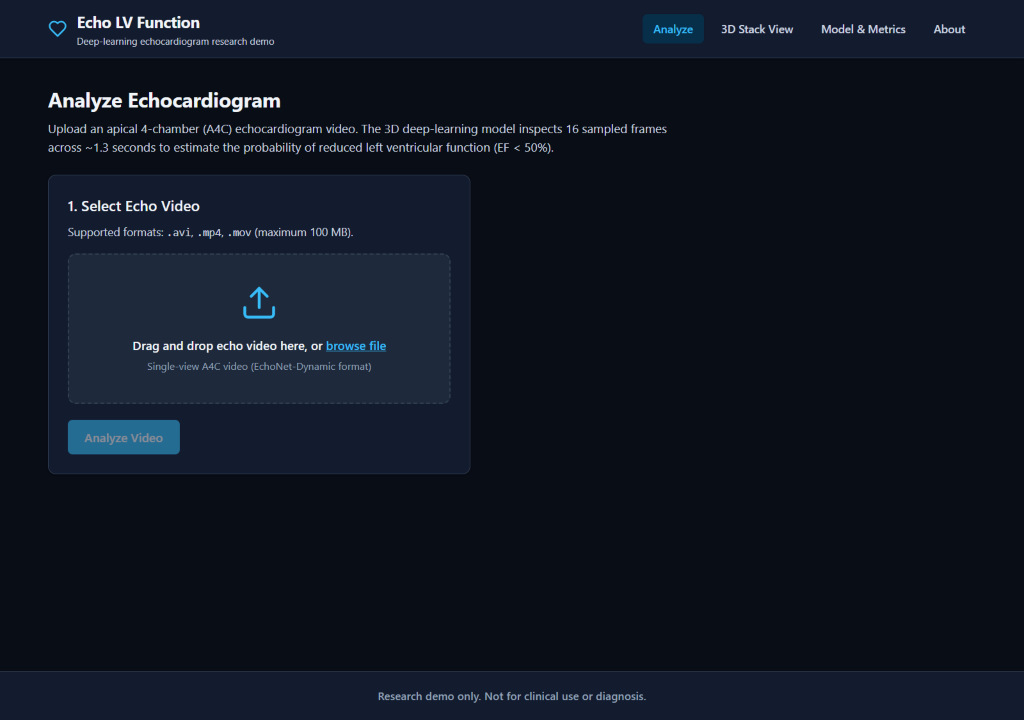 Echo LV Function
Deep-learning echocardiogram research demo
Analyze
3D Stack View
Model & Metrics
About
Analyze Echocardiogram
Upload an apical 4-chamber (A4C) echocardiogram video. The 3D deep-learning model inspects 16 sampled frames
across ~1.3 seconds to estimate the probability of reduced left ventricular function (EF < 50%).
1. Select Echo Video
Supported formats: .avi, .mp4, .mov (maximum 100 MB).
Drag and drop echo video here, or browse file
Single-view A4C video (EchoNet-Dynamic format)
Analyze Video
Research demo only. Not for clinical use or diagnosis.